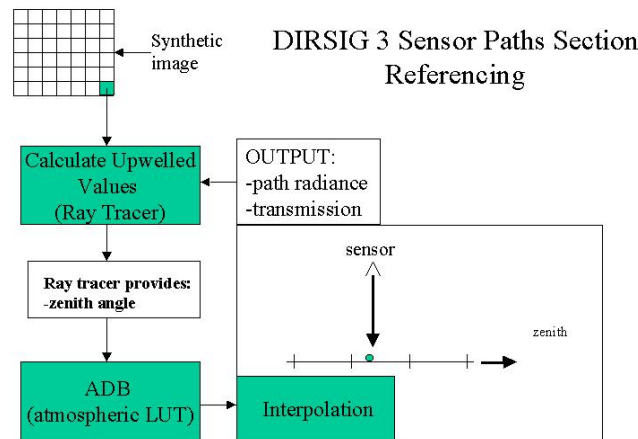 DIRSIG 3 Sensor Paths Section
Referencing
Synthetic
image
Calculate Upwelled
Values
(Ray Tracer)
OUTPUT:
-path radiance
-transmission
Ray tracer provides:
-zenith angle
sensor
zenith
ADB
(atmospheric LUT)
Interpolation